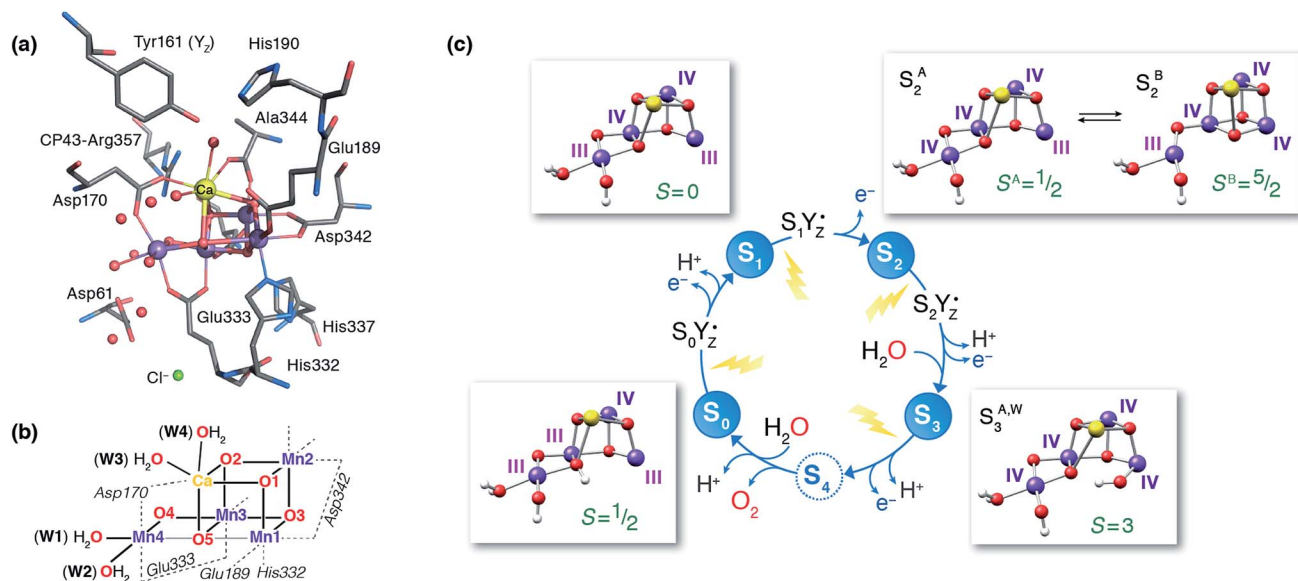 (a)
Tyr161 (Y_Z)
His190
CP43-Arg357
Ala344
Glu189
Asp170
Ca
Asp342
Asp61
Glu333
His337
His332
Cl⁻
(b)
(W4) OH₂
(W3) H₂O
O2
Mn2
Ca
O1
Asp170
Asp342
O4
Mn3
O3
(W1) H₂O
Mn4
O5
Mn1
(W2) OH₂
Glu333
Glu189
His332
(c)
IV
IV
III
III
S=0
S₂ᴬ
IV
IV
IV
III
Sᴬ=1/2
S₂ᴮ
IV
IV
IV
III
Sᴮ=5/2
S₁Y_Z•
e⁻
S₁
S₂
H⁺
e⁻
S₀Y_Z•
S₂Y_Z•
H₂O
H⁺
e⁻
S₀
S₃
H₂O
S₄
H⁺
O₂
e⁻
H⁺
IV
III
III
III
S=1/2
S₃ᴬ,ᵂ
IV
IV
IV
IV
S=3